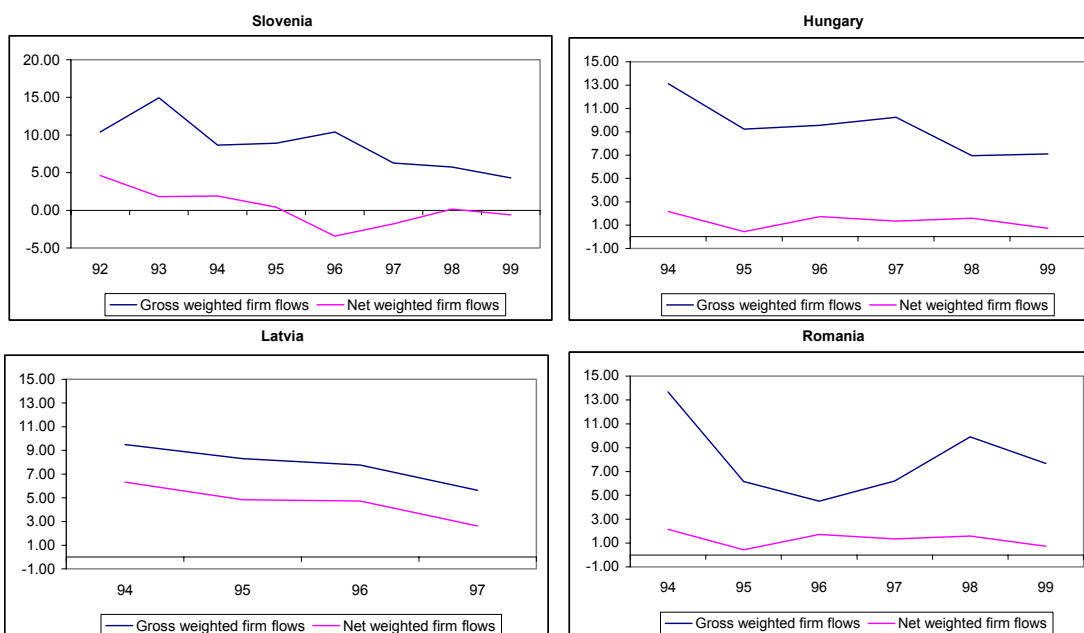 Slovenia
20.00
15.00
10.00
5.00
0.00
-5.00
92 93 94 95 96 97 98 99
Gross weighted firm flows Net weighted firm flows
Hungary
15.00
13.00
11.00
9.00
7.00
5.00
3.00
1.00
-1.00
94 95 96 97 98 99
Gross weighted firm flows Net weighted firm flows
Latvia
15.00
13.00
11.00
9.00
7.00
5.00
3.00
1.00
-1.00
94 95 96 97
Gross weighted firm flows Net weighted firm flows
Romania
15.00
13.00
11.00
9.00
7.00
5.00
3.00
1.00
-1.00
94 95 96 97 98 99
Gross weighted firm flows Net weighted firm flows